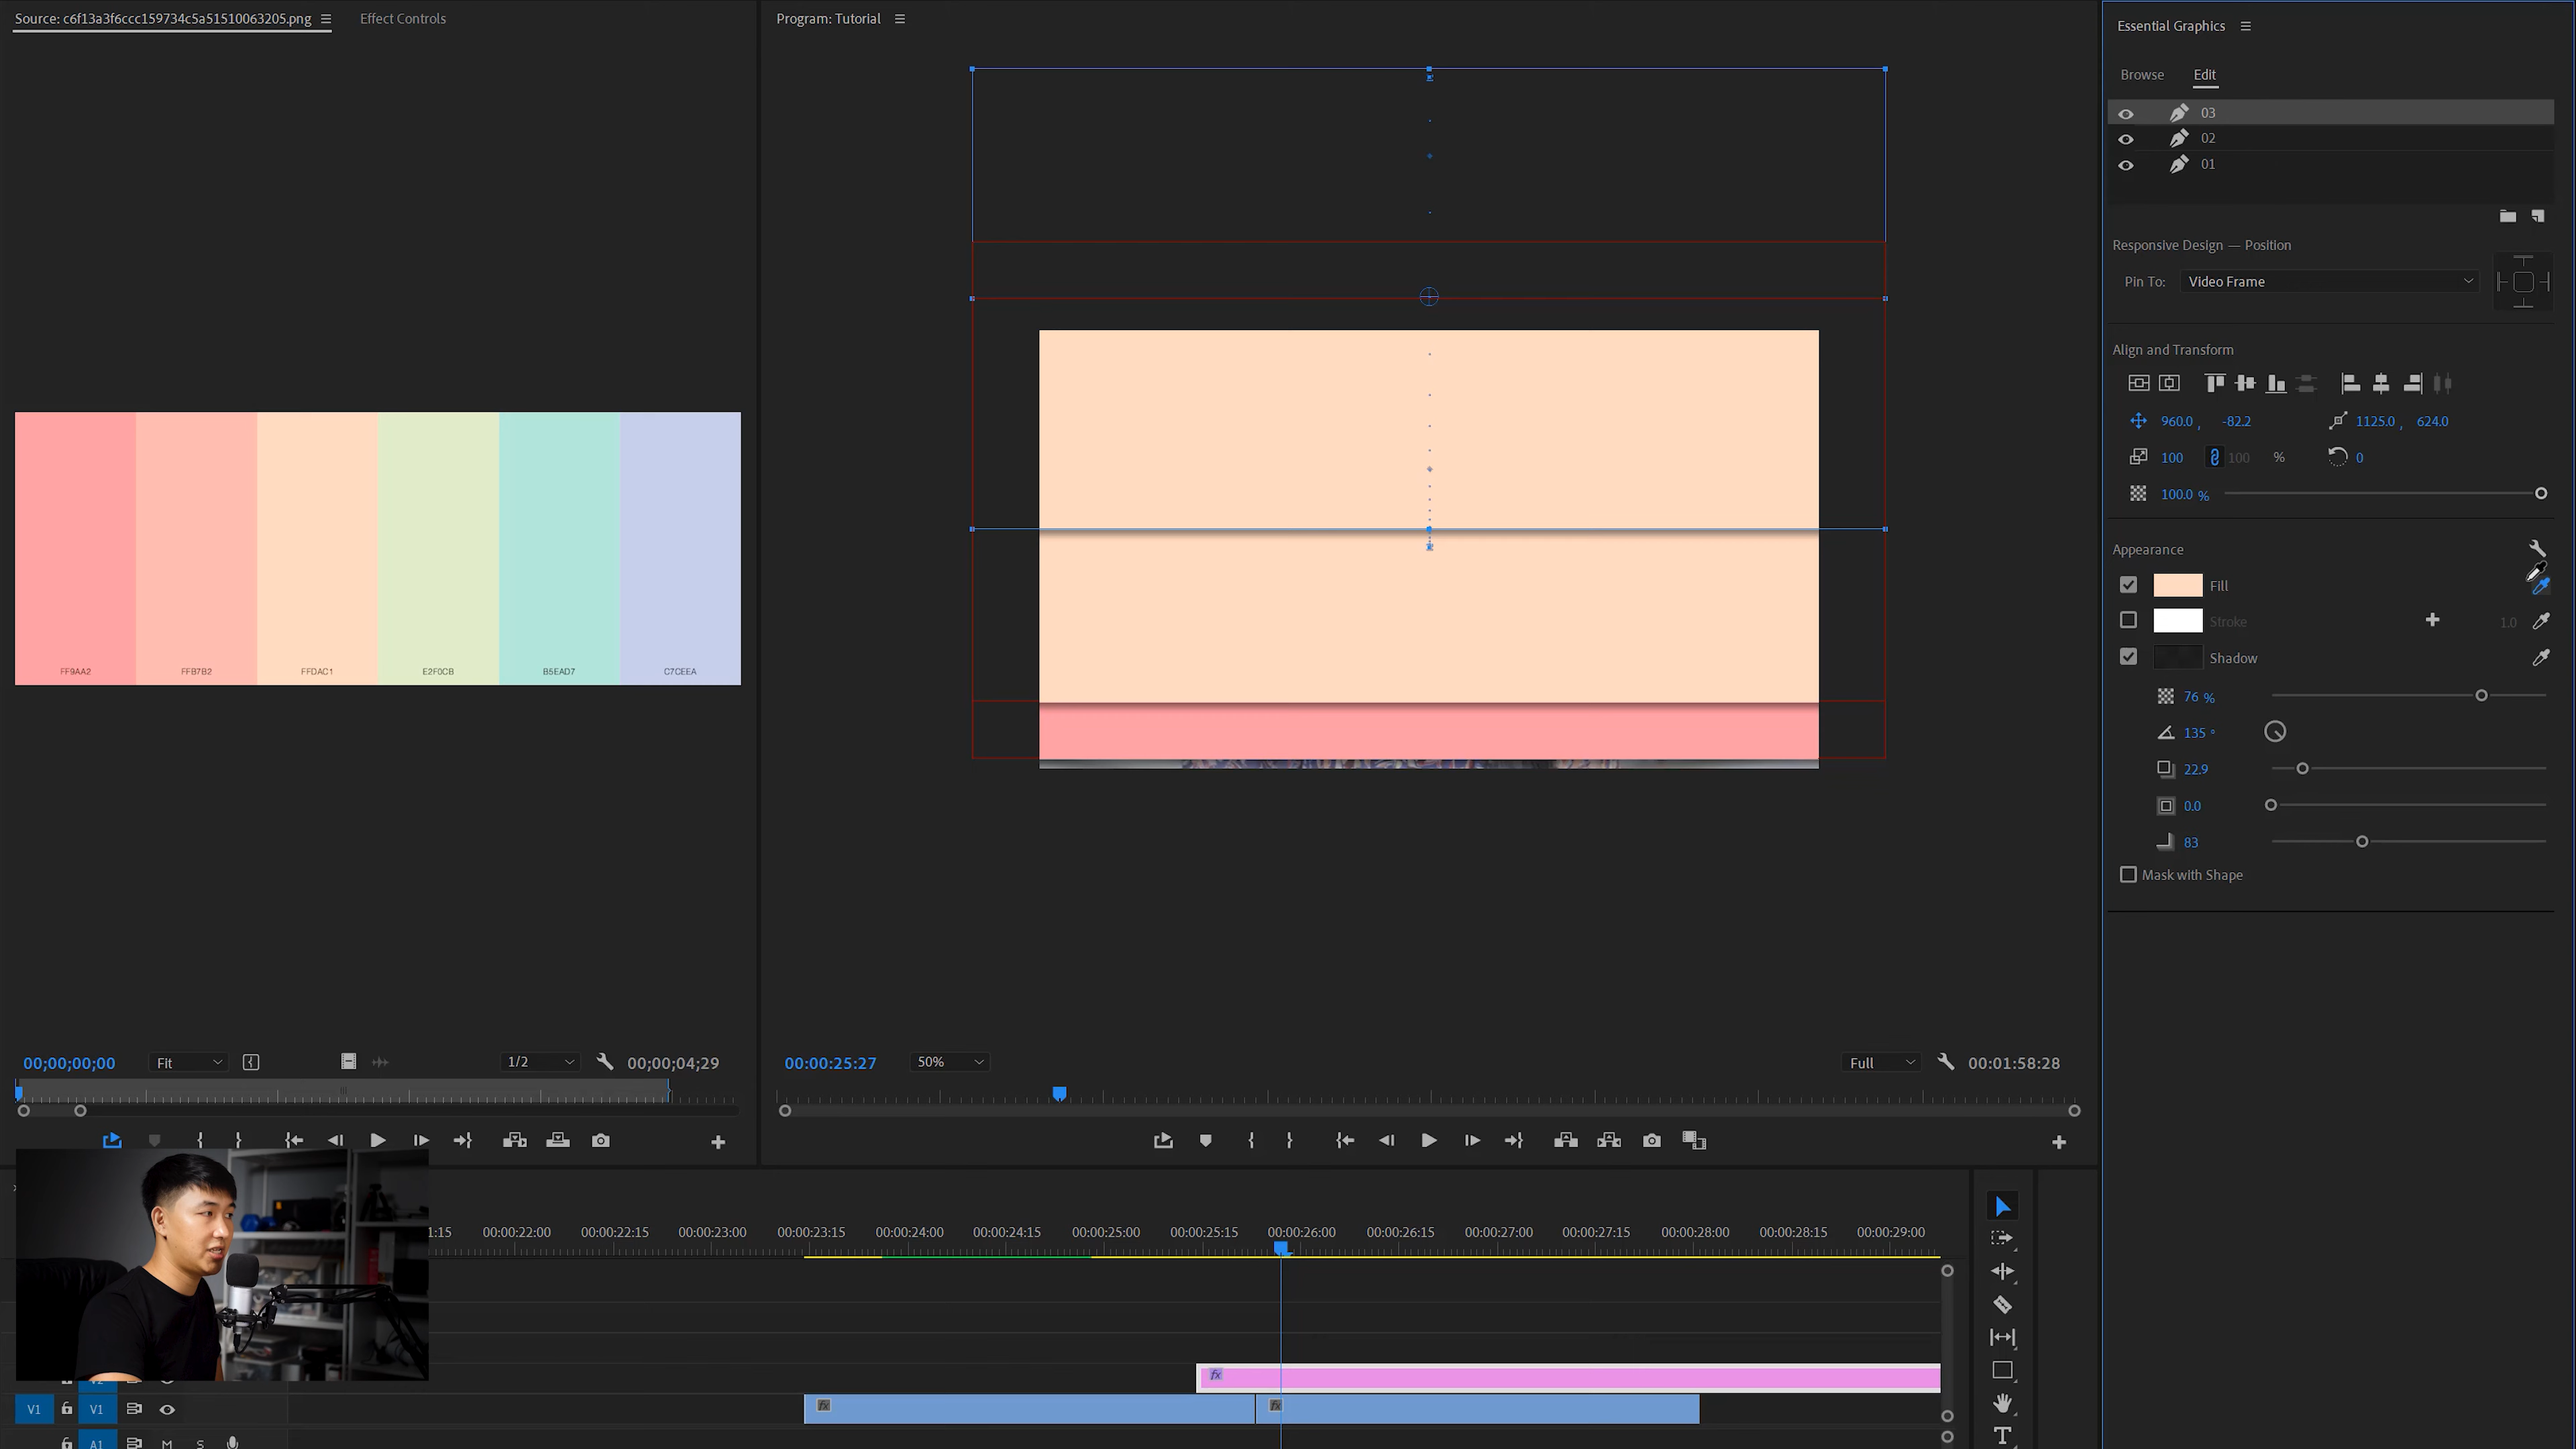 Source: c6f13a3f6ccc159734c5a51510063205.png
Effect Controls
Program: Tutorial
Essential Graphics
Browse
Edit
03
02
01
Responsive Design — Position
Pin To:
Video Frame
Align and Transform
960.0 ,
-82.2
1125.0 ,
624.0
100
100
%
0
100.0 %
Appearance
Fill
Stroke
1.0
Shadow
76 %
135 °
22.9
0.0
83
Mask with Shape
FF9AA2
FFB7B2
FFDAC1
E2F0CB
B5EAD7
C7CEEA
00;00;00;00
Fit
1/2
00;00;04;29
00:00:25:27
50%
Full
00:01:58:28
1:15
00:00:22:00
00:00:22:15
00:00:23:00
00:00:23:15
00:00:24:00
00:00:24:15
00:00:25:00
00:00:25:15
00:00:26:00
00:00:26:15
00:00:27:00
00:00:27:15
00:00:28:00
00:00:28:15
00:00:29:00
fx
V1
V1
fx
fx
A1
M
S